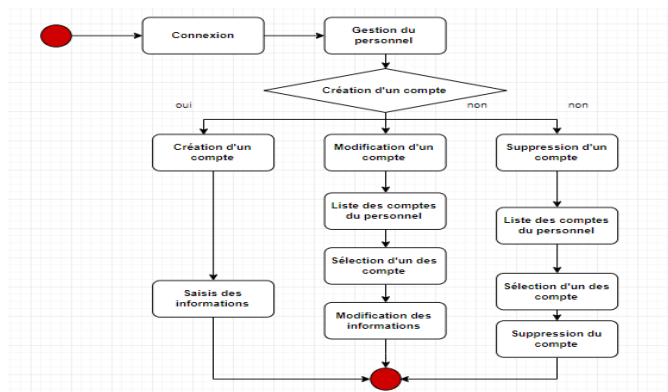 Connexion
Gestion du
personnel
Création d'un compte
oui
non
non
Création d'un
compte
Modification d'un
compte
Suppression d'un
compte
Liste des comptes
du personnel
Liste des comptes
du personnel
Sélection d'un des
compte
Sélection d'un des
compte
Saisis des
informations
Modification des
informations
Suppression du
compte